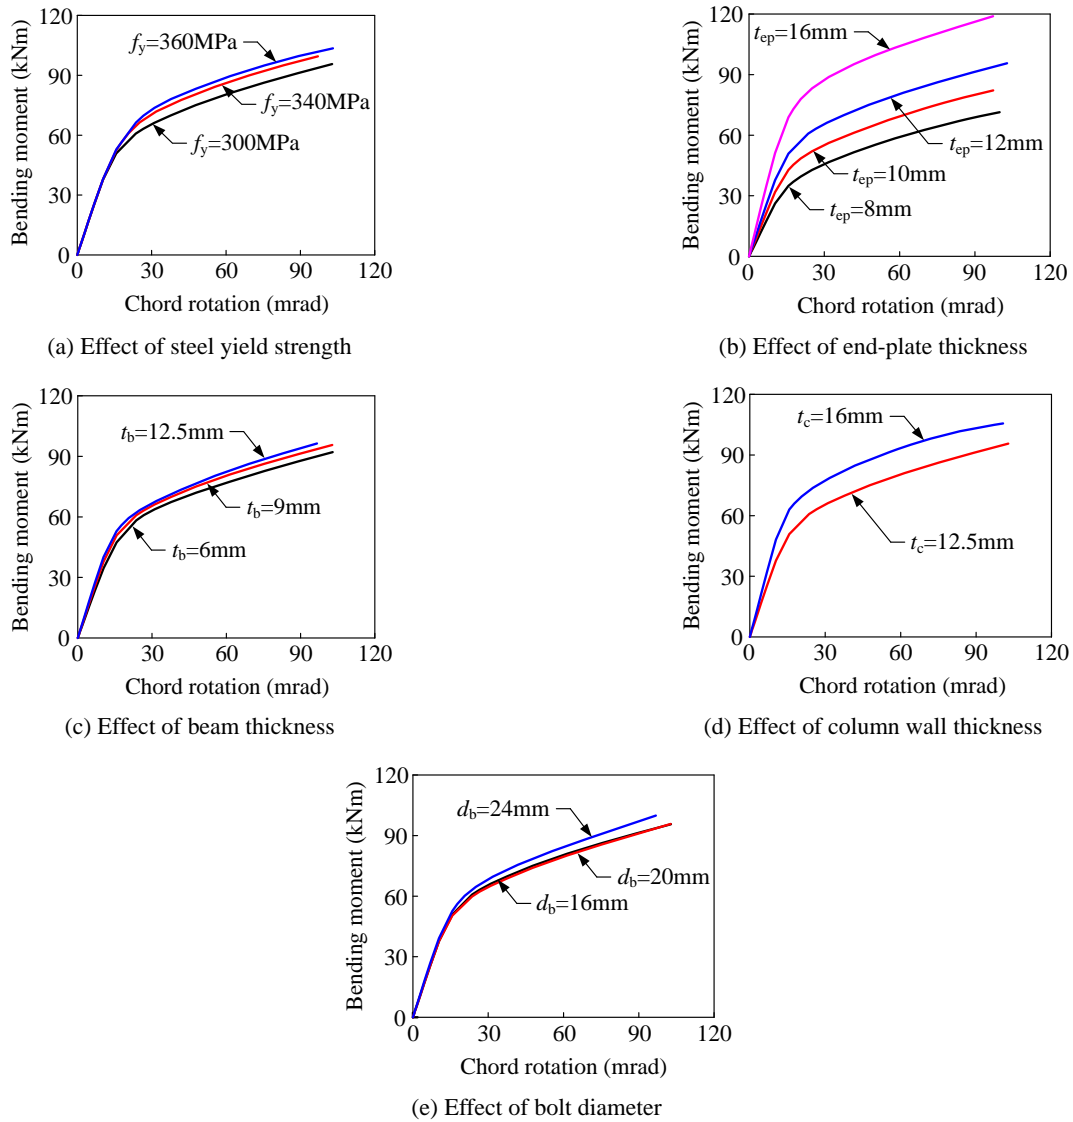 Bending moment (kNm)
120
90
60
30
0
0 30 60 90 120
fy=360MPa
fy=340MPa
fy=300MPa
Chord rotation (mrad)
(a) Effect of steel yield strength
Bending moment (kNm)
120
90
60
30
0
0 30 60 90 120
tep=16mm
tep=12mm
tep=10mm
tep=8mm
Chord rotation (mrad)
(b) Effect of end-plate thickness
Bending moment (kNm)
120
90
60
30
0
0 30 60 90 120
tb=12.5mm
tb=9mm
tb=6mm
Chord rotation (mrad)
(c) Effect of beam thickness
Bending moment (kNm)
120
90
60
30
0
0 30 60 90 120
tc=16mm
tc=12.5mm
Chord rotation (mrad)
(d) Effect of column wall thickness
Bending moment (kNm)
120
90
60
30
0
0 30 60 90 120
db=24mm
db=20mm
db=16mm
Chord rotation (mrad)
(e) Effect of bolt diameter